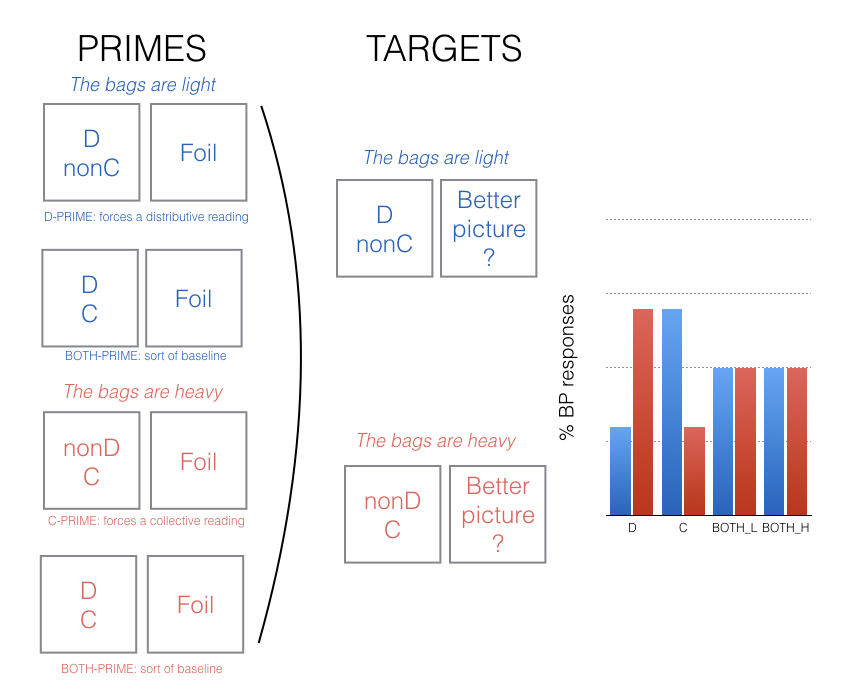 PRIMES
The bags are light
D
nonC
Foil
D-PRIME: forces a distributive reading
D
C
Foil
BOTH-PRIME: sort of baseline
The bags are heavy
nonD
C
Foil
C-PRIME: forces a collective reading
D
C
Foil
BOTH-PRIME: sort of baseline
TARGETS
The bags are light
D
nonC
Better
picture
?
The bags are heavy
nonD
C
Better
picture
?
% BP responses
D
C
BOTH_L
BOTH_H